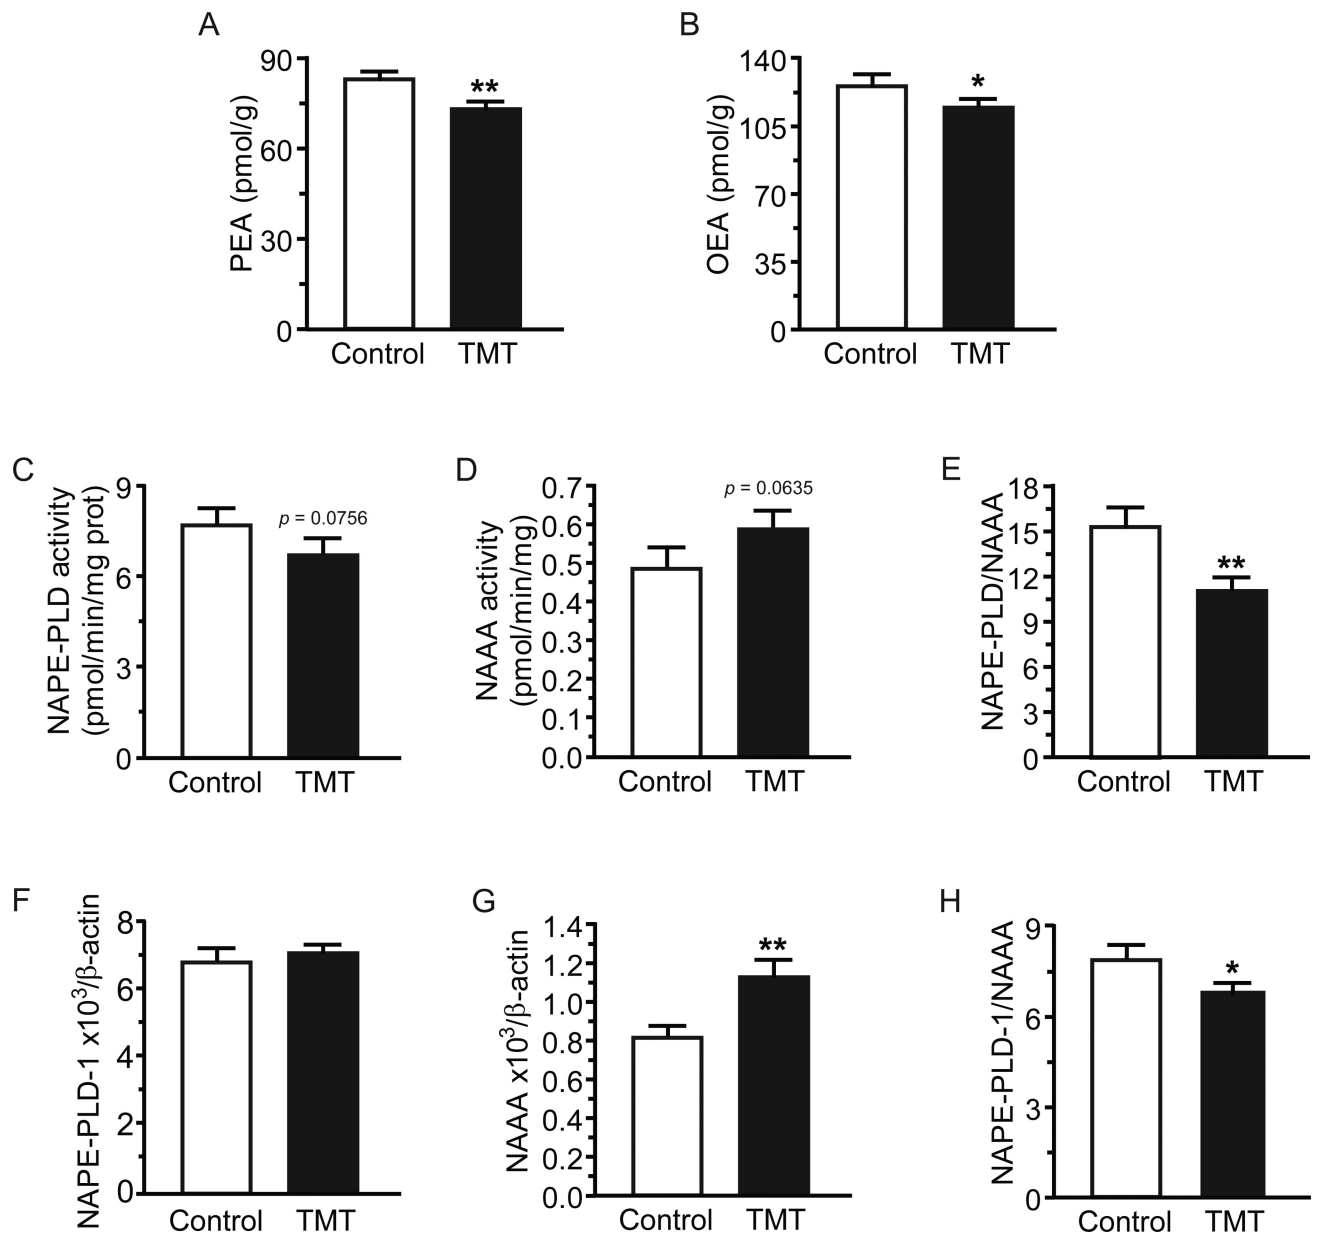 A
PEA (pmol/g)
90
60
30
0
**
Control TMT
B
OEA (pmol/g)
140
105
70
35
0
*
Control TMT
C
NAPE-PLD activity
(pmol/min/mg prot)
9
6
3
0
p = 0.0756
Control TMT
D
NAAA activity
(pmol/min/mg)
0.7
0.6
0.5
0.4
0.3
0.2
0.1
0.0
p = 0.0635
Control TMT
E
NAPE-PLD/NAAA
18
15
12
9
6
3
0
**
Control TMT
F
NAPE-PLD-1 x10³/β-actin
8
6
4
2
0
Control TMT
G
NAAA x10³/β-actin
1.4
1.2
1.0
0.8
0.6
0.4
0.2
0.0
**
Control TMT
H
NAPE-PLD-1/NAAA
9
6
3
0
*
Control TMT